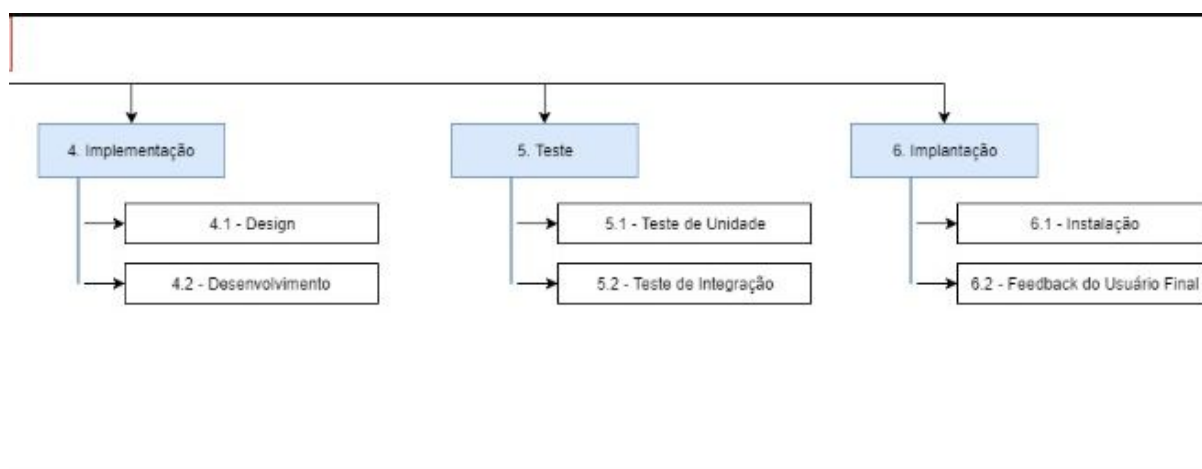 4. Implementação
5. Teste
6. Implantação
4.1 - Design
5.1 - Teste de Unidade
6.1 - Instalação
4.2 - Desenvolvimento
5.2 - Teste de Integração
6.2 - Feedback do Usuário Final